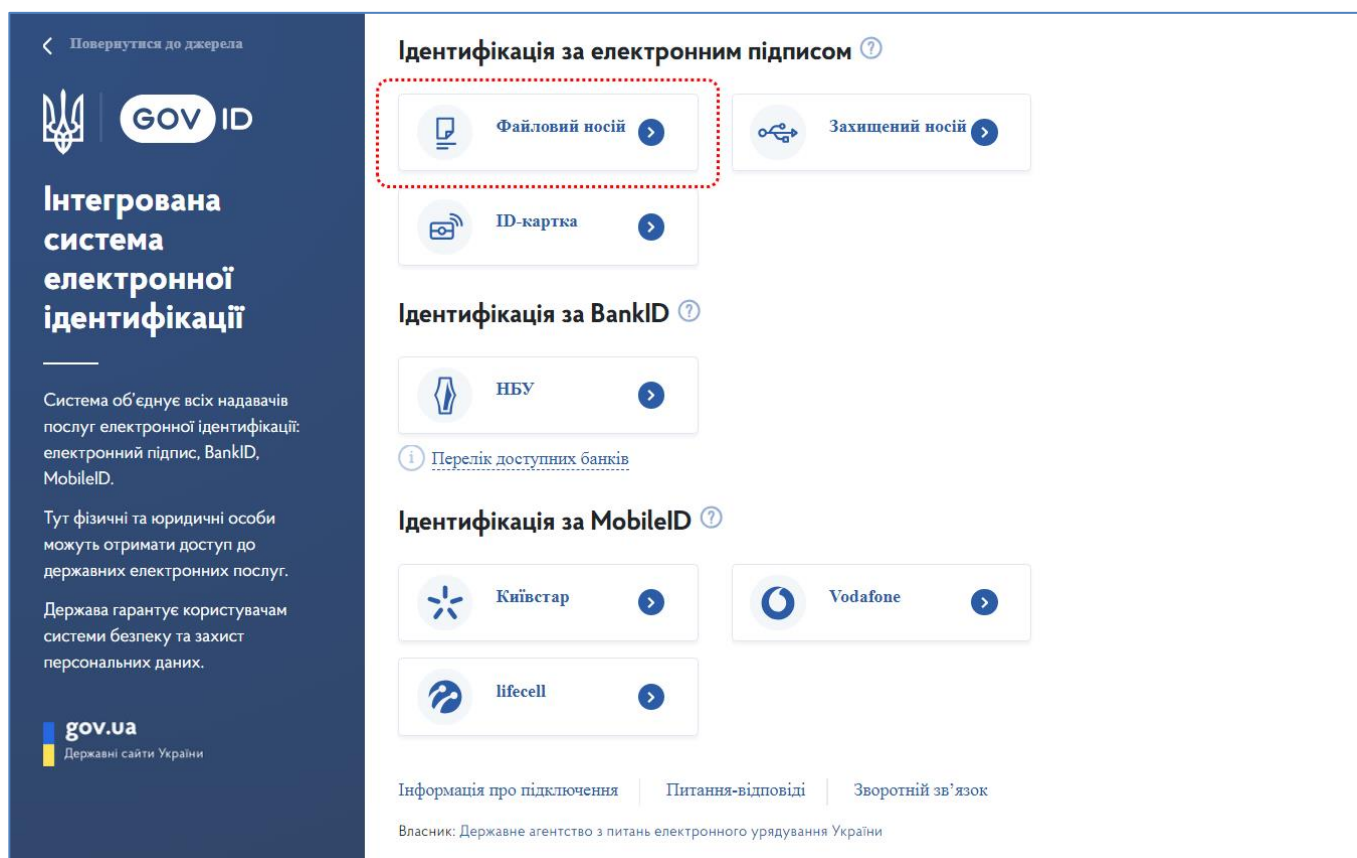 Повернутися до джерела
GOV ID
Інтегрована
система
електронної
ідентифікації
Система об’єднує всіх надавачів
послуг електронної ідентифікації:
електронний підпис, BankID,
MobileID.
Тут фізичні та юридичні особи
можуть отримати доступ до
державних електронних послуг.
Держава гарантує користувачам
системи безпеку та захист
персональних даних.
gov.ua
Державні сайти України
Ідентифікація за електронним підписом ?
Файловий носій
Захищений носій
ID-картка
Ідентифікація за BankID ?
НБУ
i Перелік доступних банків
Ідентифікація за MobileID ?
Київстар
Vodafone
lifecell
Інформація про підключення
Питання-відповіді
Зворотній зв’язок
Власник: Державне агентство з питань електронного урядування України